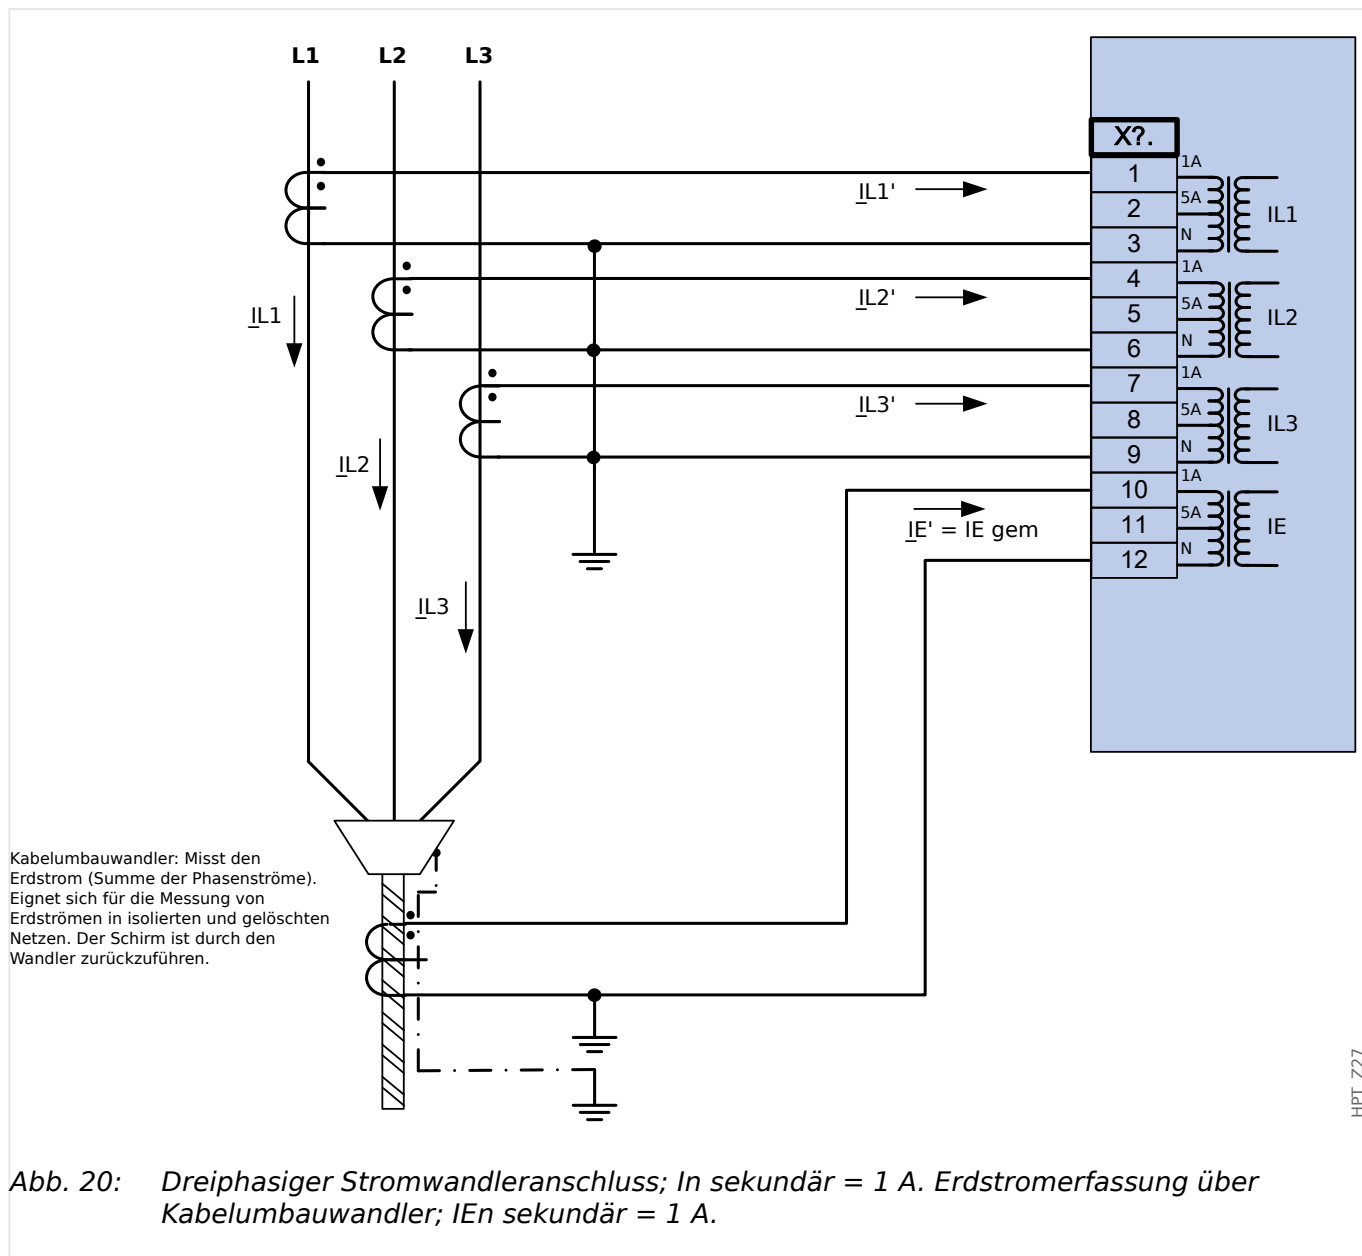 L1 L2 L3
X?.
1 1A
2 5A
3 N
IL1
4 1A
5 5A
6 N
IL2
7 1A
8 5A
9 N
IL3
10 1A
11 5A
12 N
IE
IL1'
IL2'
IL3'
IE' = IE gem
IL1
IL2
IL3
Kabelumbauwandler: Misst den
Erdstrom (Summe der Phasenströme).
Eignet sich für die Messung von
Erdströmen in isolierten und gelöschten
Netzen. Der Schirm ist durch den
Wandler zurückzuführen.
HPT_Z27
Abb. 20: Dreiphasiger Stromwandleranschluss; In sekundär = 1 A. Erdstromerfassung über
Kabelumbauwandler; IEn sekundär = 1 A.